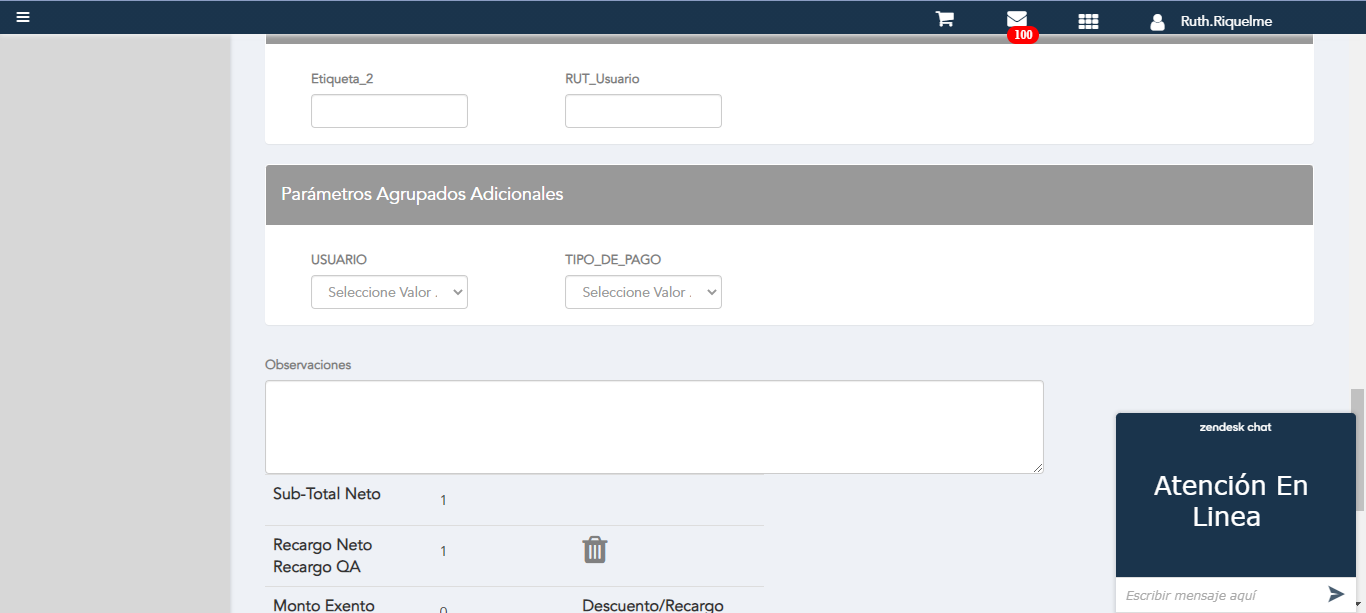 Ruth.Riquelme
100
Etiqueta_2 RUT_Usuario
Parámetros Agrupados Adicionales
USUARIO TIPO_DE_PAGO
Seleccione Valor . Seleccione Valor .
Observaciones
zendesk chat
Atención En
Linea
Sub-Total Neto 1
Recargo Neto 1
Recargo QA
Escribir mensaje aquí
Monto Exento 0 Descuento/Recargo